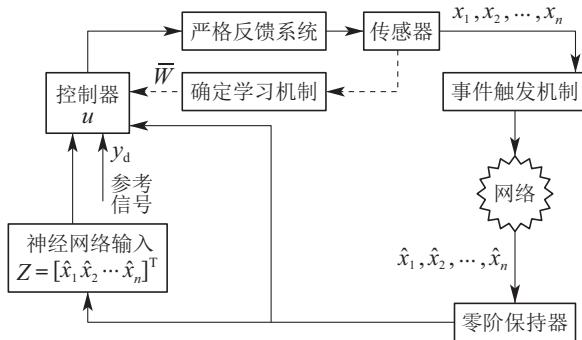 严格反馈系统
传感器
x₁, x₂, ⋯, xₙ
W̅
确定学习机制
控制器
u
事件触发机制
y_d
参考
信号
网络
神经网络输入
Z = [x̂₁ x̂₂ ⋯ x̂ₙ]ᵀ
x̂₁, x̂₂, ⋯, x̂ₙ
零阶保持器